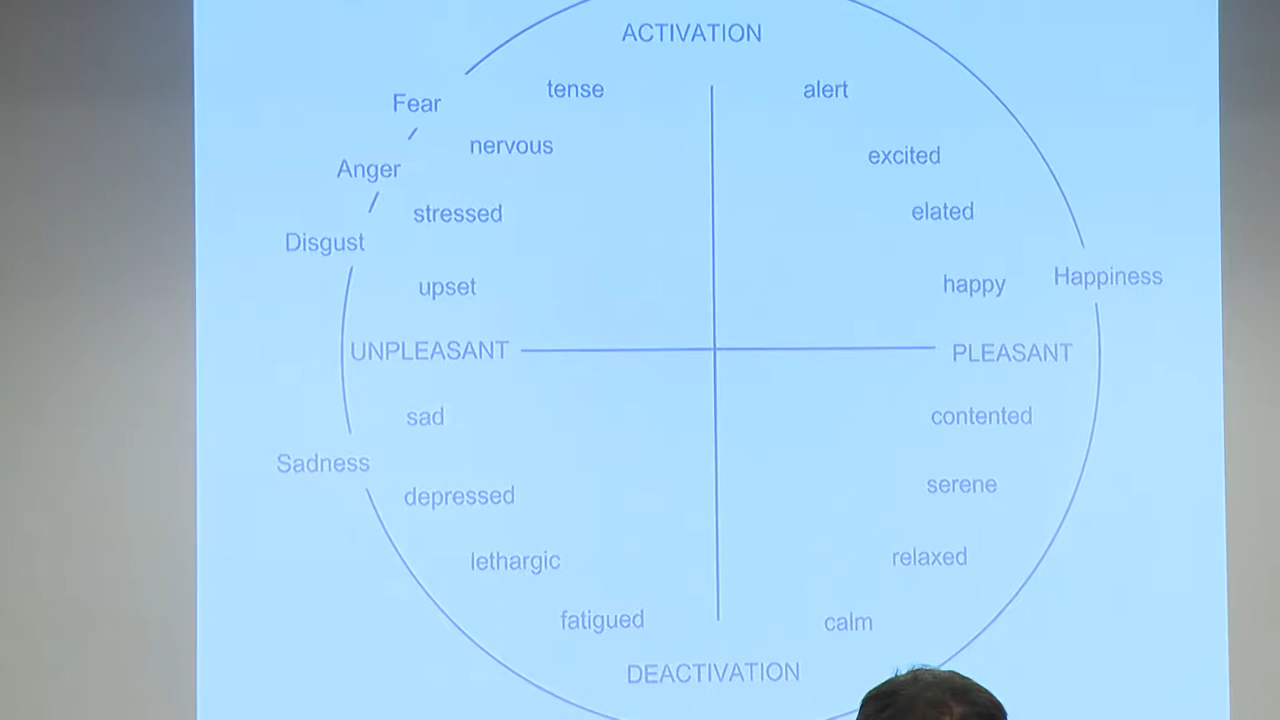 ACTIVATION
tense
alert
Fear
nervous
excited
Anger
stressed
elated
Disgust
upset
happy
Happiness
UNPLEASANT
PLEASANT
sad
contented
Sadness
depressed
serene
lethargic
relaxed
fatigued
calm
DEACTIVATION